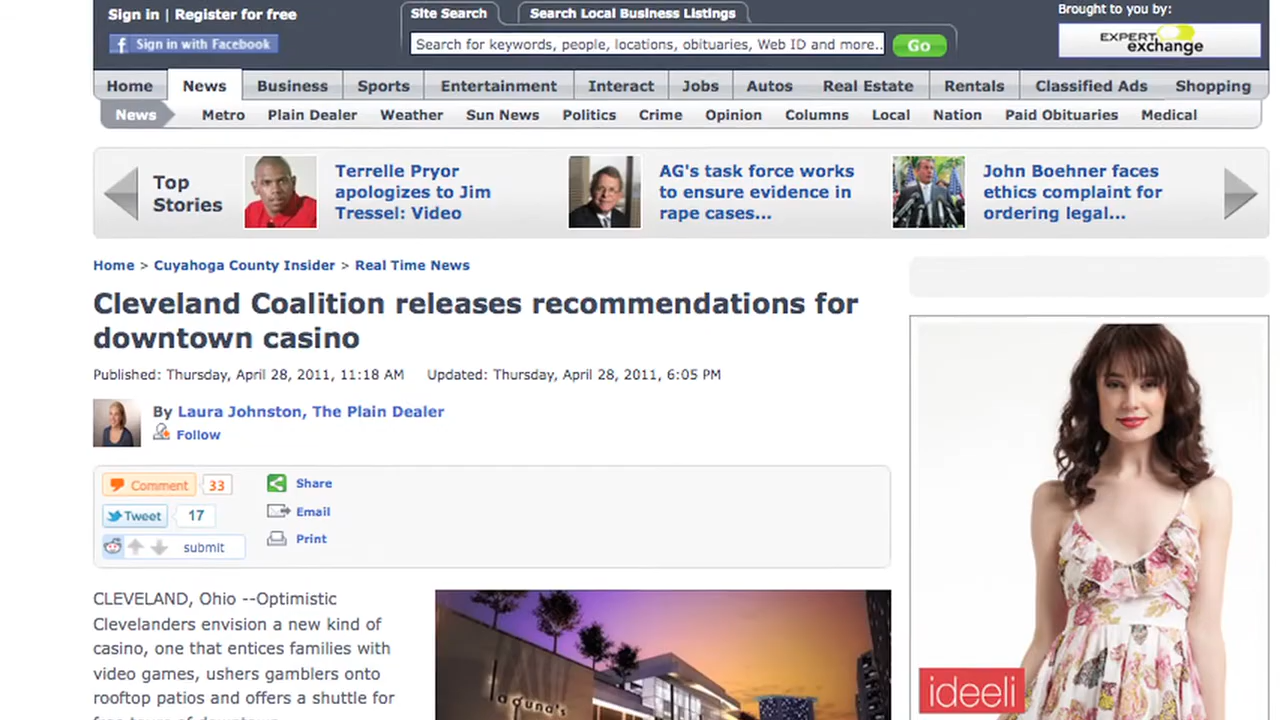 Sign in | Register for free
Site Search
Search Local Business Listings
Brought to you by:
f Sign in with Facebook
Search for keywords, people, locations, obituaries, Web ID and more..
Go
EXPERT
exchange
Home News Business Sports Entertainment Interact Jobs Autos Real Estate Rentals Classified Ads Shopping
News Metro Plain Dealer Weather Sun News Politics Crime Opinion Columns Local Nation Paid Obituaries Medical
Top
Stories
Terrelle Pryor
apologizes to Jim
Tressel: Video
AG's task force works
to ensure evidence in
rape cases...
John Boehner faces
ethics complaint for
ordering legal...
Home > Cuyahoga County Insider > Real Time News
Cleveland Coalition releases recommendations for
downtown casino
Published: Thursday, April 28, 2011, 11:18 AM Updated: Thursday, April 28, 2011, 6:05 PM
By Laura Johnston, The Plain Dealer
Follow
Comment 33
Tweet 17
submit
Share
Email
Print
CLEVELAND, Ohio --Optimistic
Clevelanders envision a new kind of
casino, one that entices families with
video games, ushers gamblers onto
rooftop patios and offers a shuttle for
free tours of downtown
laguna's
ideeli